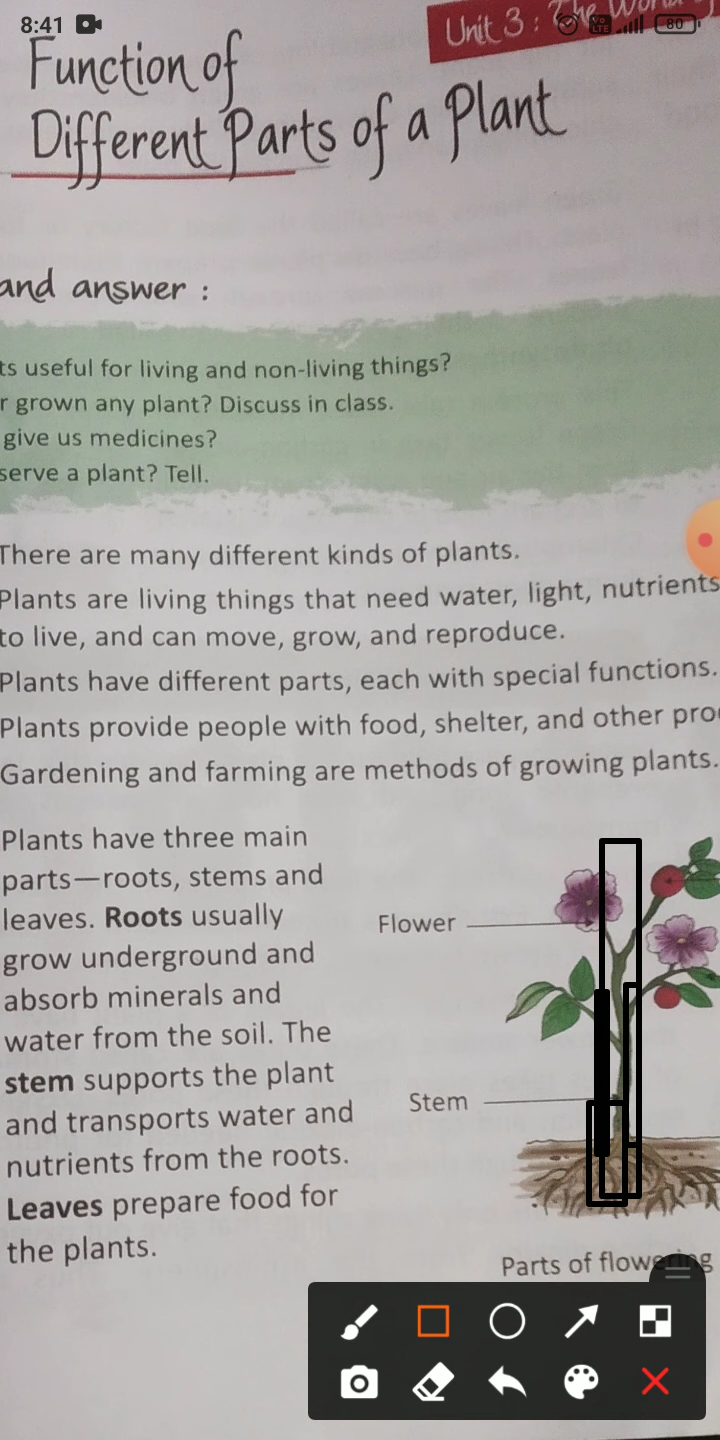 8:41
80
Unit 3 : The World
Function of
Different Parts of a Plant
and answer :
ts useful for living and non-living things?
r grown any plant? Discuss in class.
give us medicines?
serve a plant? Tell.
There are many different kinds of plants.
Plants are living things that need water, light, nutrients
to live, and can move, grow, and reproduce.
Plants have different parts, each with special functions.
Plants provide people with food, shelter, and other pro
Gardening and farming are methods of growing plants.
Plants have three main
parts—roots, stems and
leaves. Roots usually
grow underground and
absorb minerals and
water from the soil. The
stem supports the plant
and transports water and
nutrients from the roots.
Leaves prepare food for
the plants.
Flower
Stem
Parts of flowering